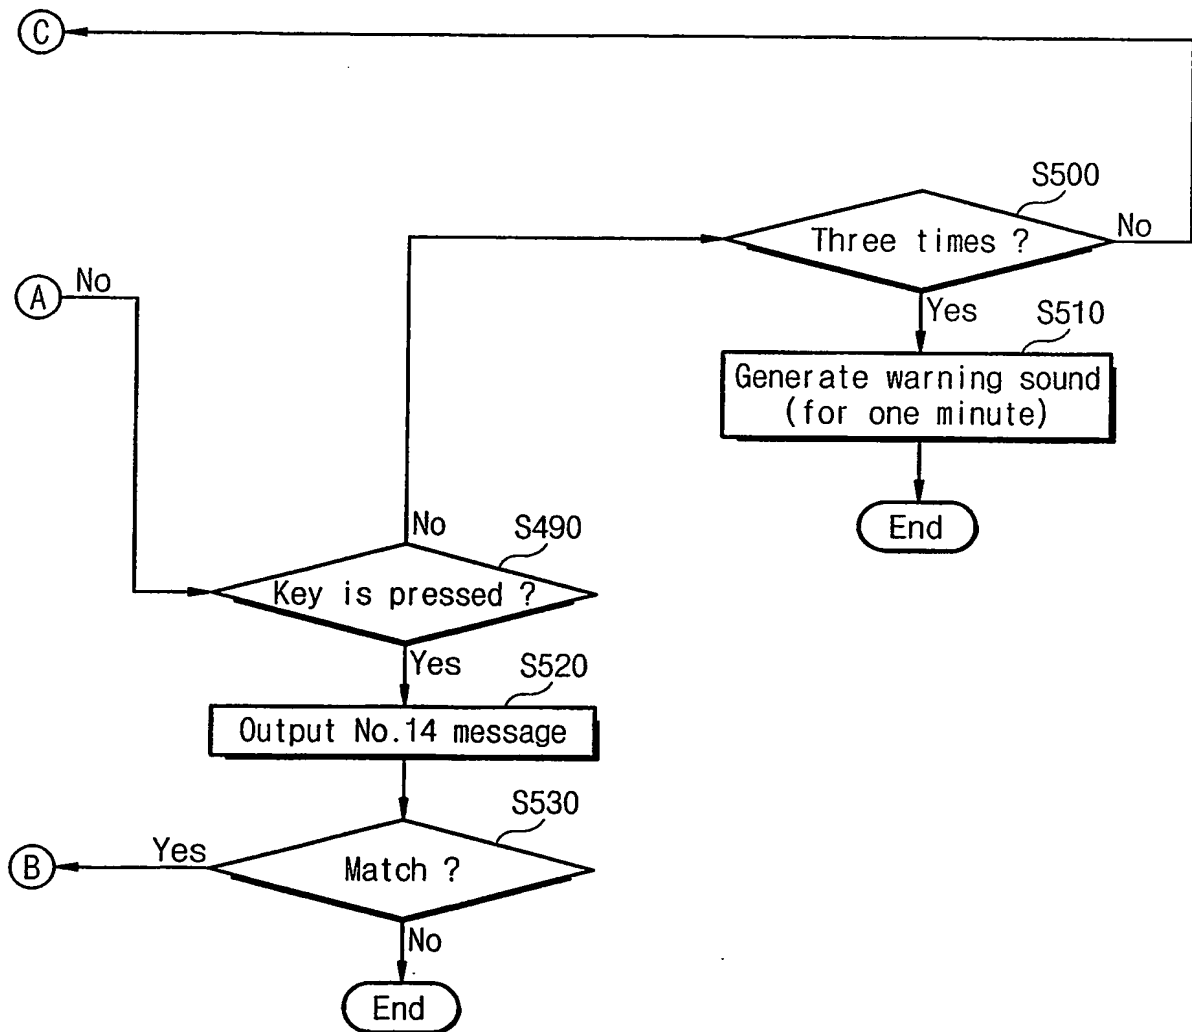 C
S500
Three times ?
No
A
No
Yes
S510
Generate warning sound
(for one minute)
End
No
S490
Key is pressed ?
Yes
S520
Output No.14 message
S530
Yes
B
Match ?
No
End